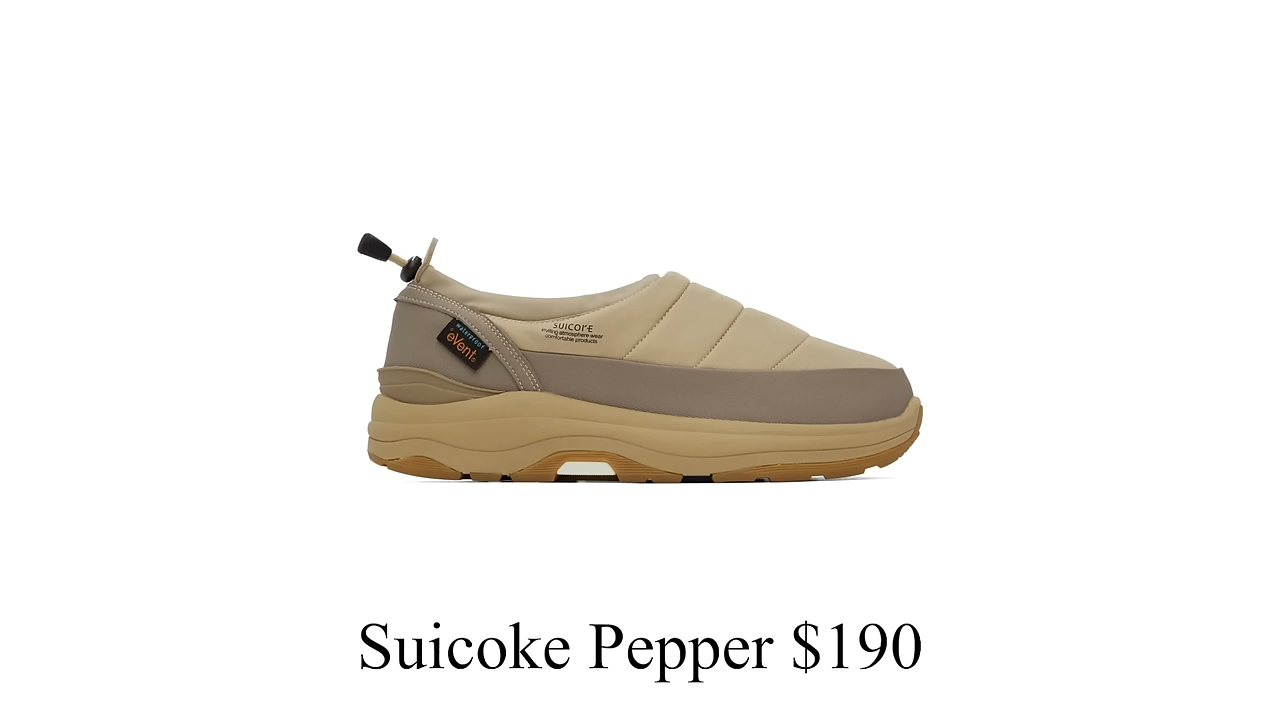 SUICOKE
inviting atmosphere wear
comfortable products
waterproof
eVent
Suicoke Pepper $190